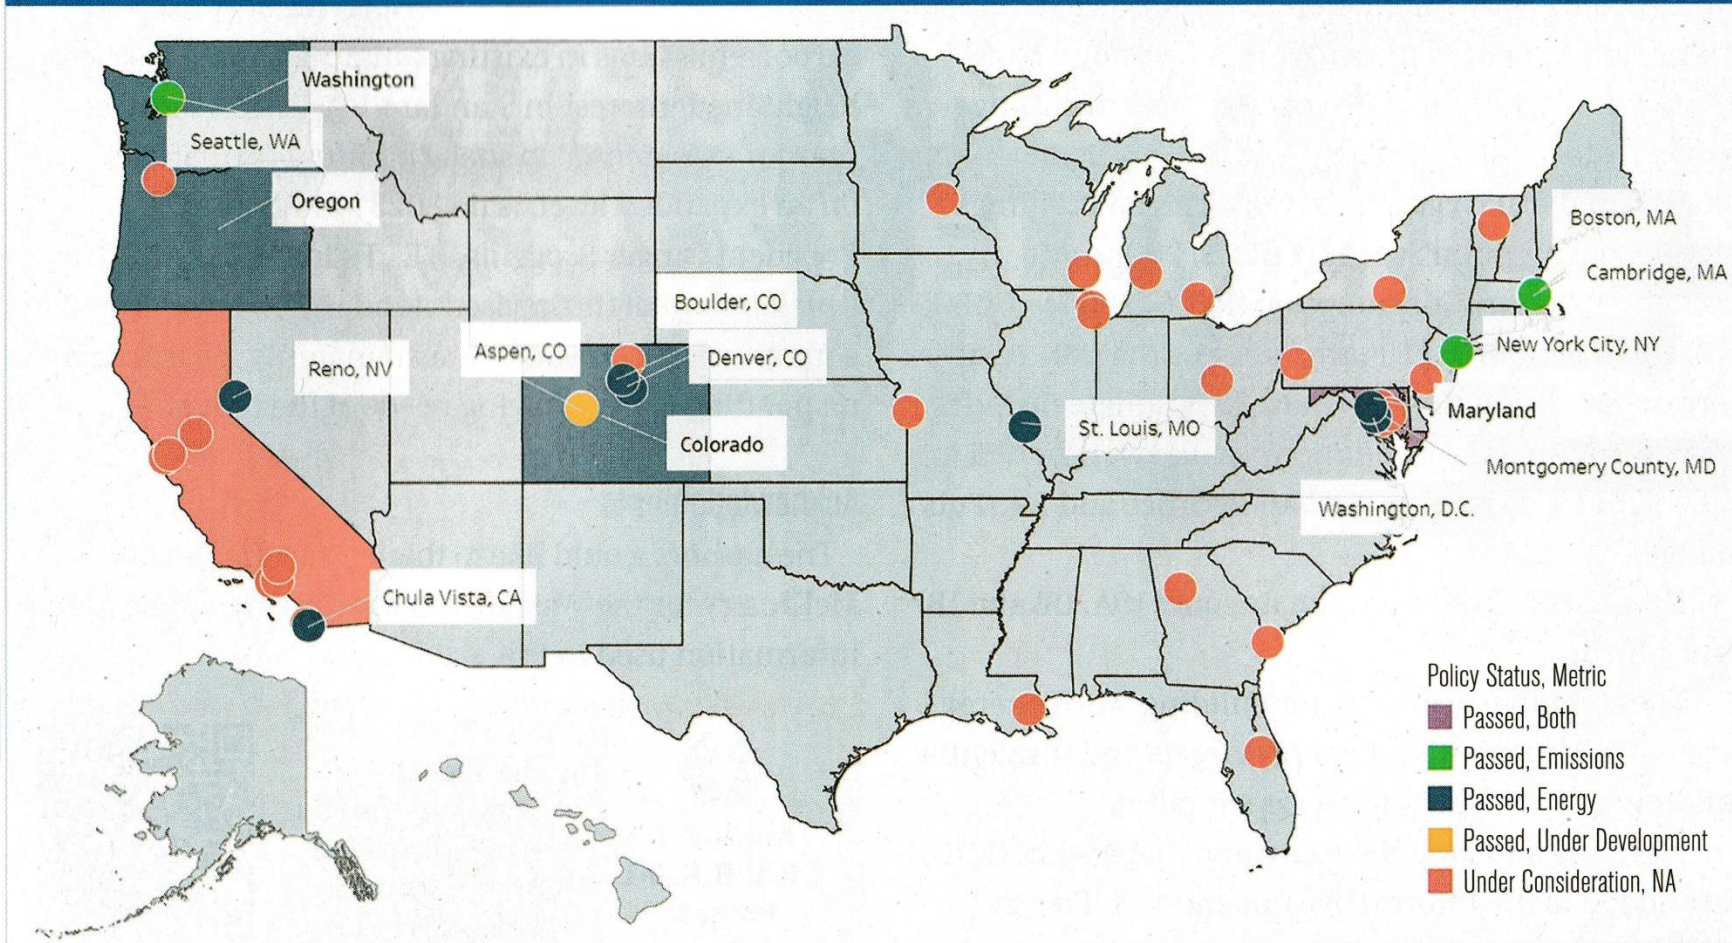 Washington
Seattle, WA
Oregon
Boston, MA
Cambridge, MA
Boulder, CO
New York City, NY
Aspen, CO
Denver, CO
Reno, NV
Maryland
St. Louis, MO
Colorado
Montgomery County, MD
Washington, D.C.
Chula Vista, CA
Policy Status, Metric
Passed, Both
Passed, Emissions
Passed, Energy
Passed, Under Development
Under Consideration, NA